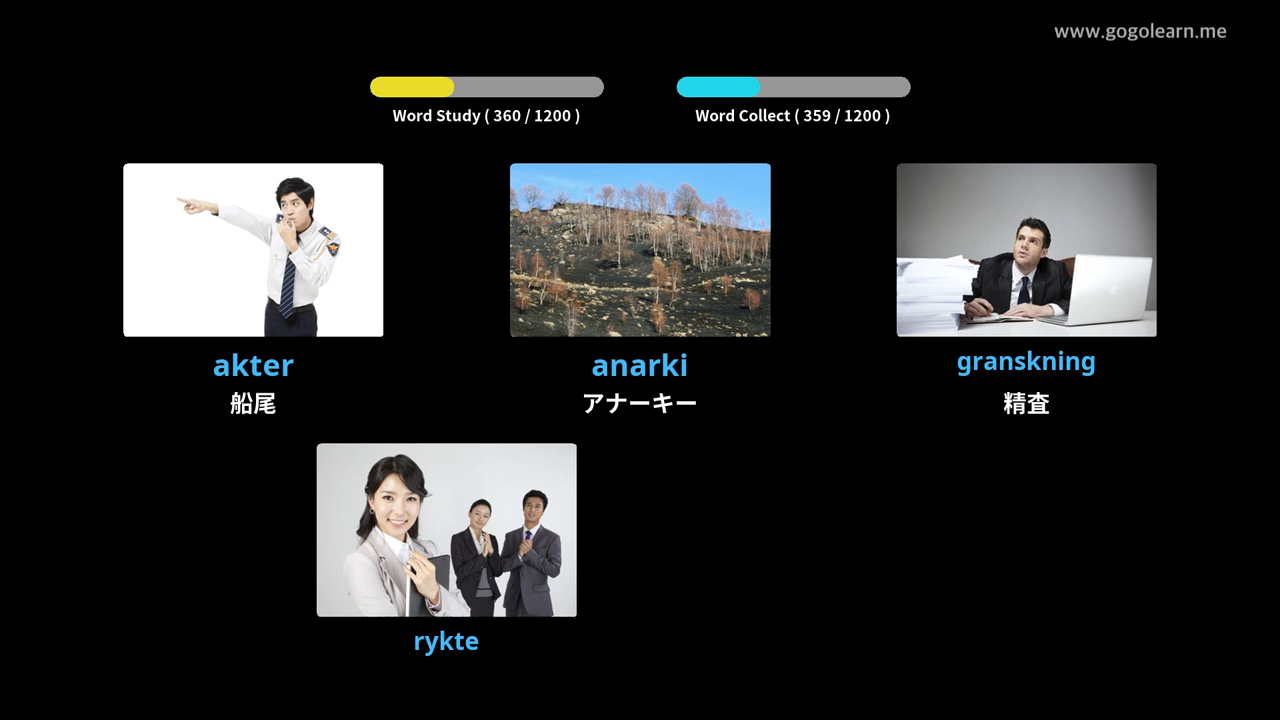 www.gogolearn.me
Word Study ( 360 / 1200 )
Word Collect ( 359 / 1200 )
akter
anarki
granskning
船尾
アナーキー
精査
rykte